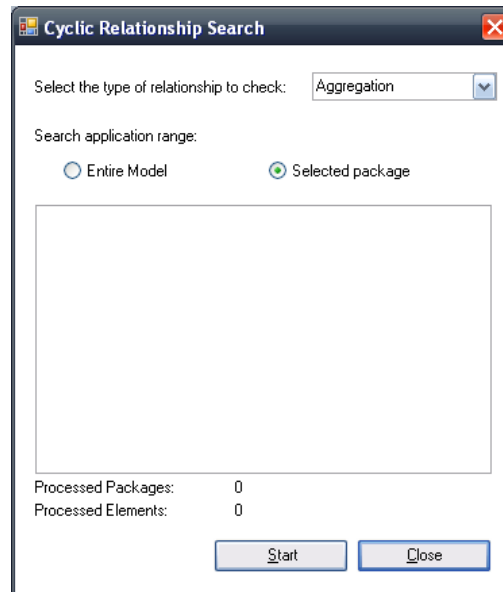 Cyclic Relationship Search
Select the type of relationship to check: Aggregation
Search application range:
Entire Model Selected package
Processed Packages: 0
Processed Elements: 0
Start Close